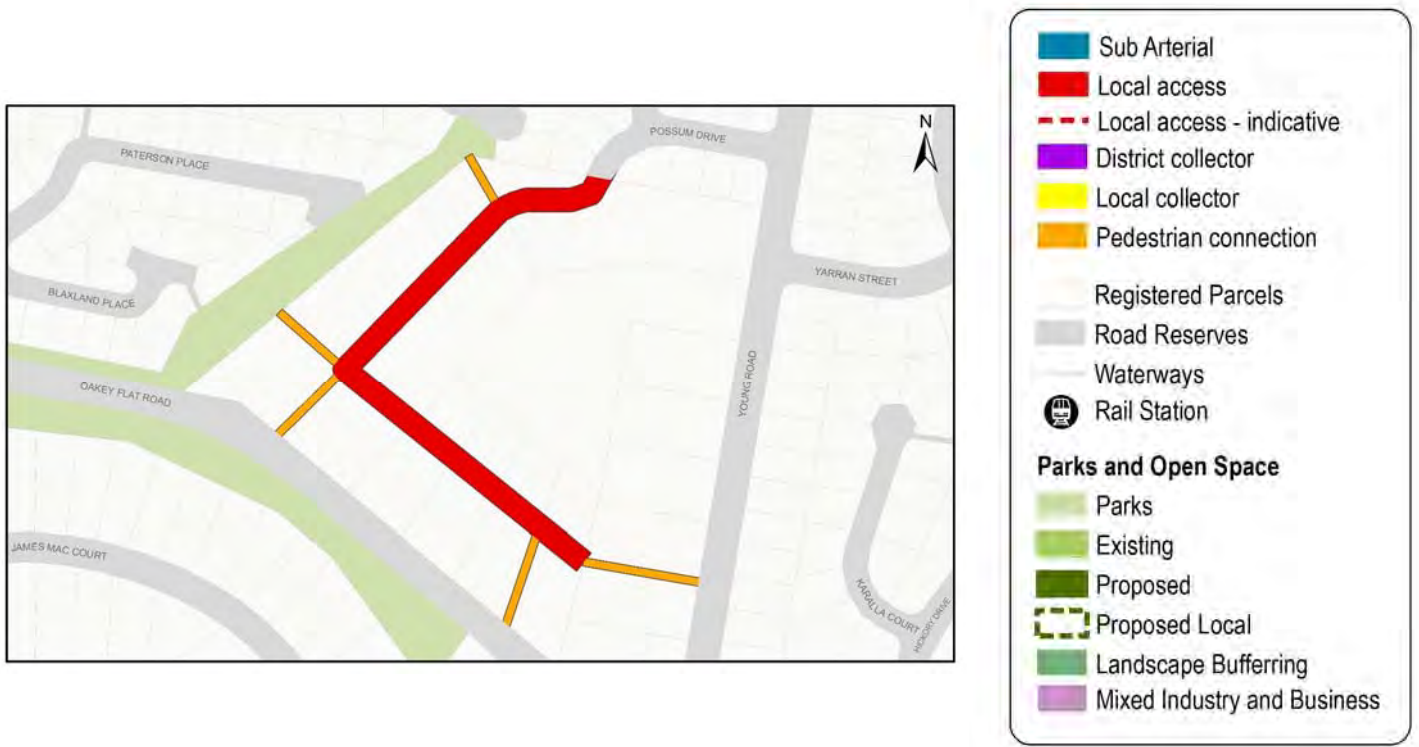 POSSUM DRIVE
N
PATERSON PLACE
YARRAN STREET
BLAXLAND PLACE
OAKEY FLAT ROAD
YOUNG ROAD
JAMES MAC COURT
KARALLA COURT
HICKORY DRIVE
Sub Arterial
Local access
Local access - indicative
District collector
Local collector
Pedestrian connection
Registered Parcels
Road Reserves
Waterways
Rail Station
Parks and Open Space
Parks
Existing
Proposed
Proposed Local
Landscape Bufferring
Mixed Industry and Business